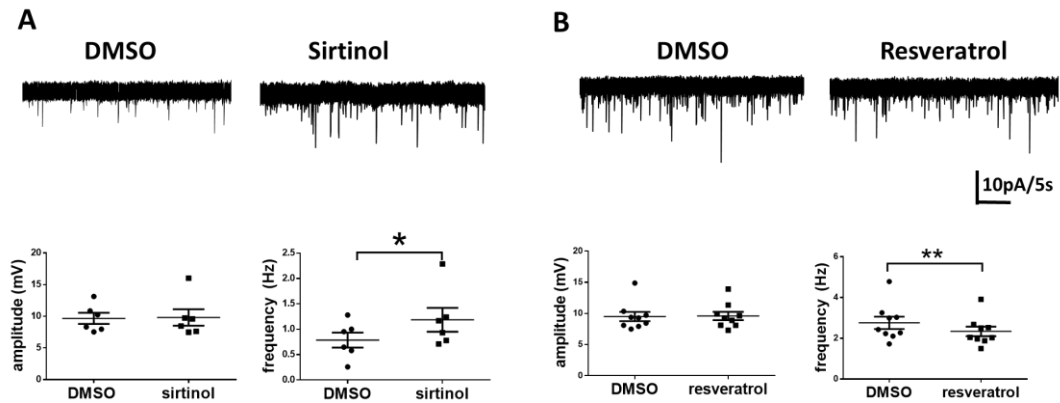 A
DMSO
Sirtinol
B
DMSO
Resveratrol
10pA/5s
amplitude (mV)
20
15
10
5
0
DMSO
sirtinol
frequency (Hz)
2.5
2.0
1.5
1.0
0.5
0.0
*
DMSO
sirtinol
amplitude (mV)
20
15
10
5
0
DMSO
resveratrol
frequency (Hz)
6
4
2
0
**
DMSO
resveratrol